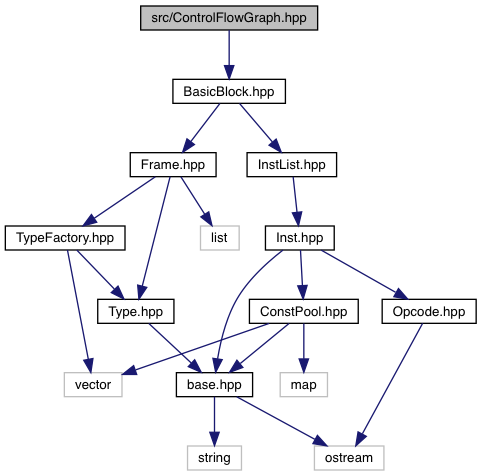 src/ControlFlowGraph.hpp
BasicBlock.hpp
Frame.hpp
InstList.hpp
TypeFactory.hpp
list
Inst.hpp
Type.hpp
ConstPool.hpp
Opcode.hpp
vector
base.hpp
map
string
ostream